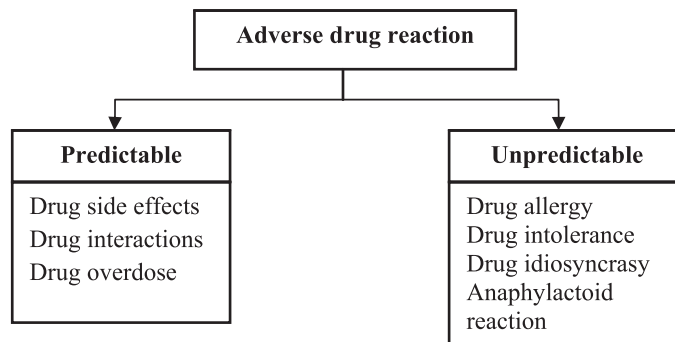 Adverse drug reaction
Predictable
Drug side effects
Drug interactions
Drug overdose
Unpredictable
Drug allergy
Drug intolerance
Drug idiosyncrasy
Anaphylactoid
reaction